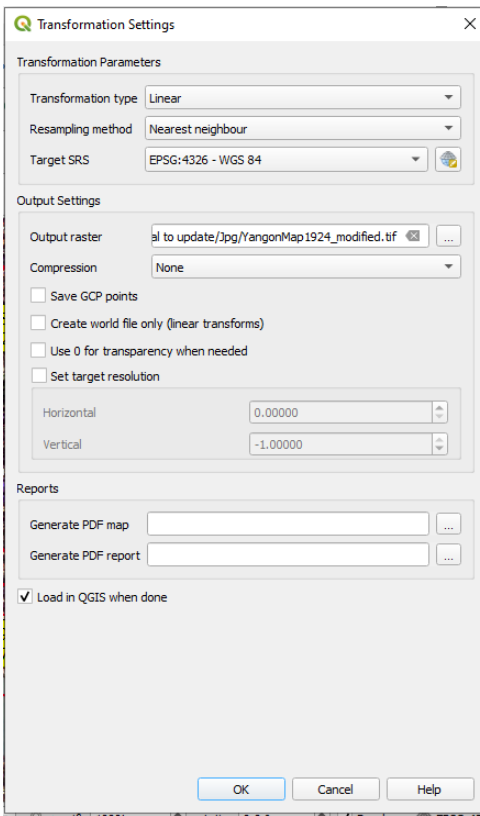 Transformation Settings
Transformation Parameters
Transformation type Linear
Resampling method Nearest neighbour
Target SRS EPSG:4326 - WGS 84
Output Settings
Output raster al to update/Jpg/YangonMap1924_modified.tif ...
Compression None
Save GCP points
Create world file only (linear transforms)
Use 0 for transparency when needed
Set target resolution
Horizontal 0.00000
Vertical -1.00000
Reports
Generate PDF map ...
Generate PDF report ...
Load in QGIS when done
OK Cancel Help